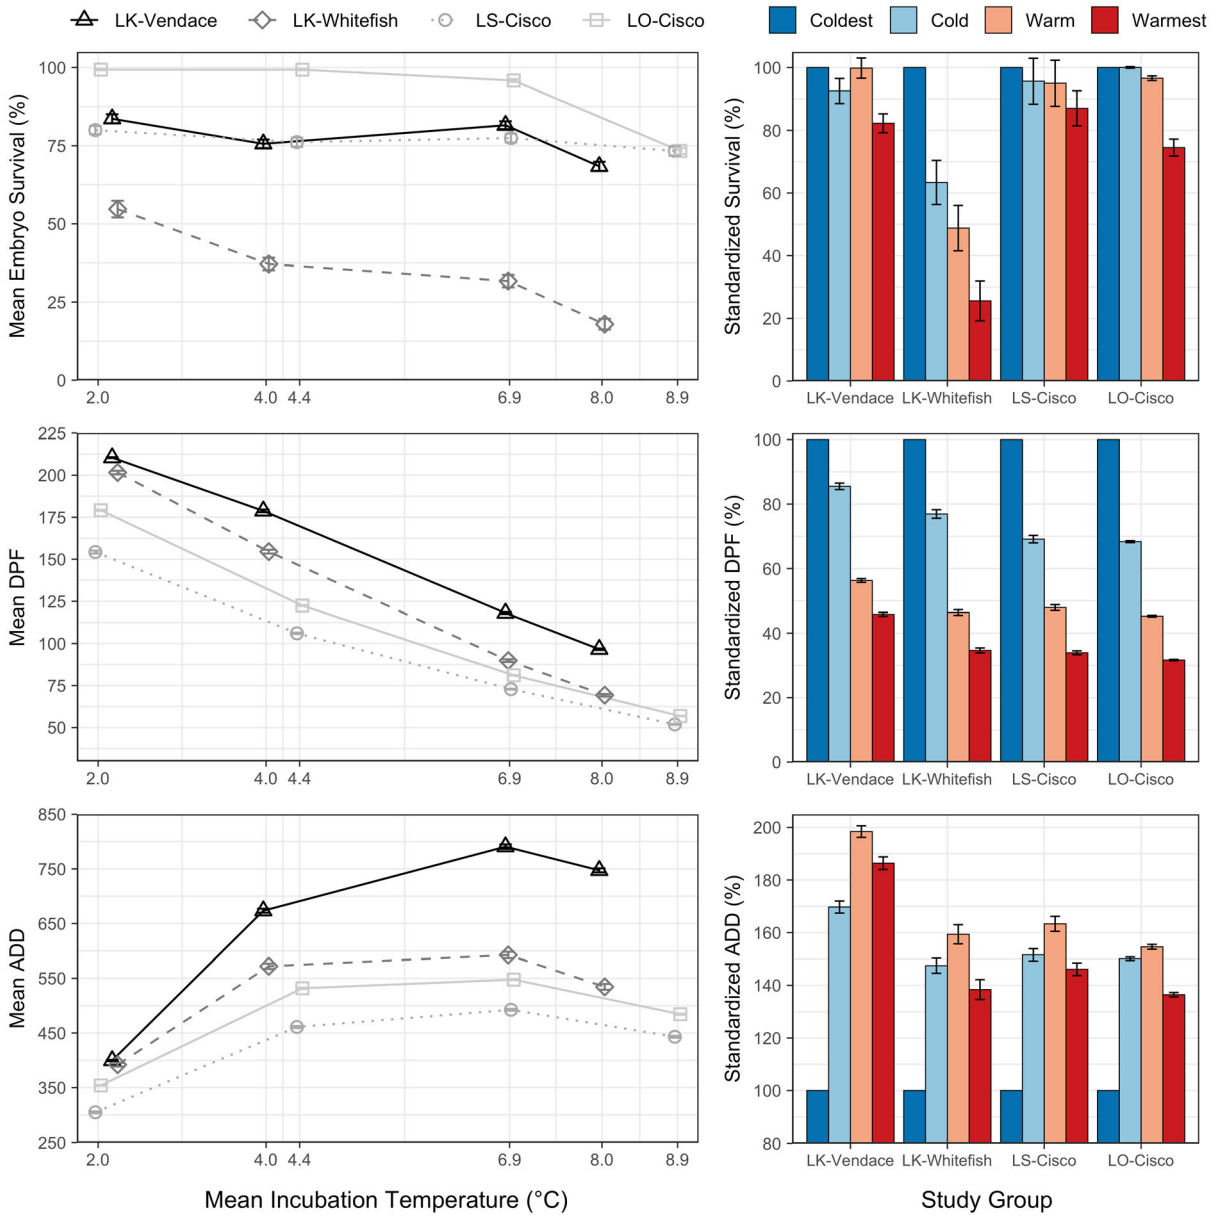 LK-Vendace LK-Whitefish LS-Cisco LO-Cisco
Coldest Cold Warm Warmest
Mean Embryo Survival (%)
100
75
50
25
0
2.0 4.0 4.4 6.9 8.0 8.9
Standardized Survival (%)
100
80
60
40
20
0
LK-Vendace LK-Whitefish LS-Cisco LO-Cisco
Mean DPF
225
200
175
150
125
100
75
50
2.0 4.0 4.4 6.9 8.0 8.9
Standardized DPF (%)
100
80
60
40
20
0
LK-Vendace LK-Whitefish LS-Cisco LO-Cisco
Mean ADD
850
750
650
550
450
350
250
2.0 4.0 4.4 6.9 8.0 8.9
Mean Incubation Temperature (°C)
Standardized ADD (%)
200
180
160
140
120
100
80
LK-Vendace LK-Whitefish LS-Cisco LO-Cisco
Study Group